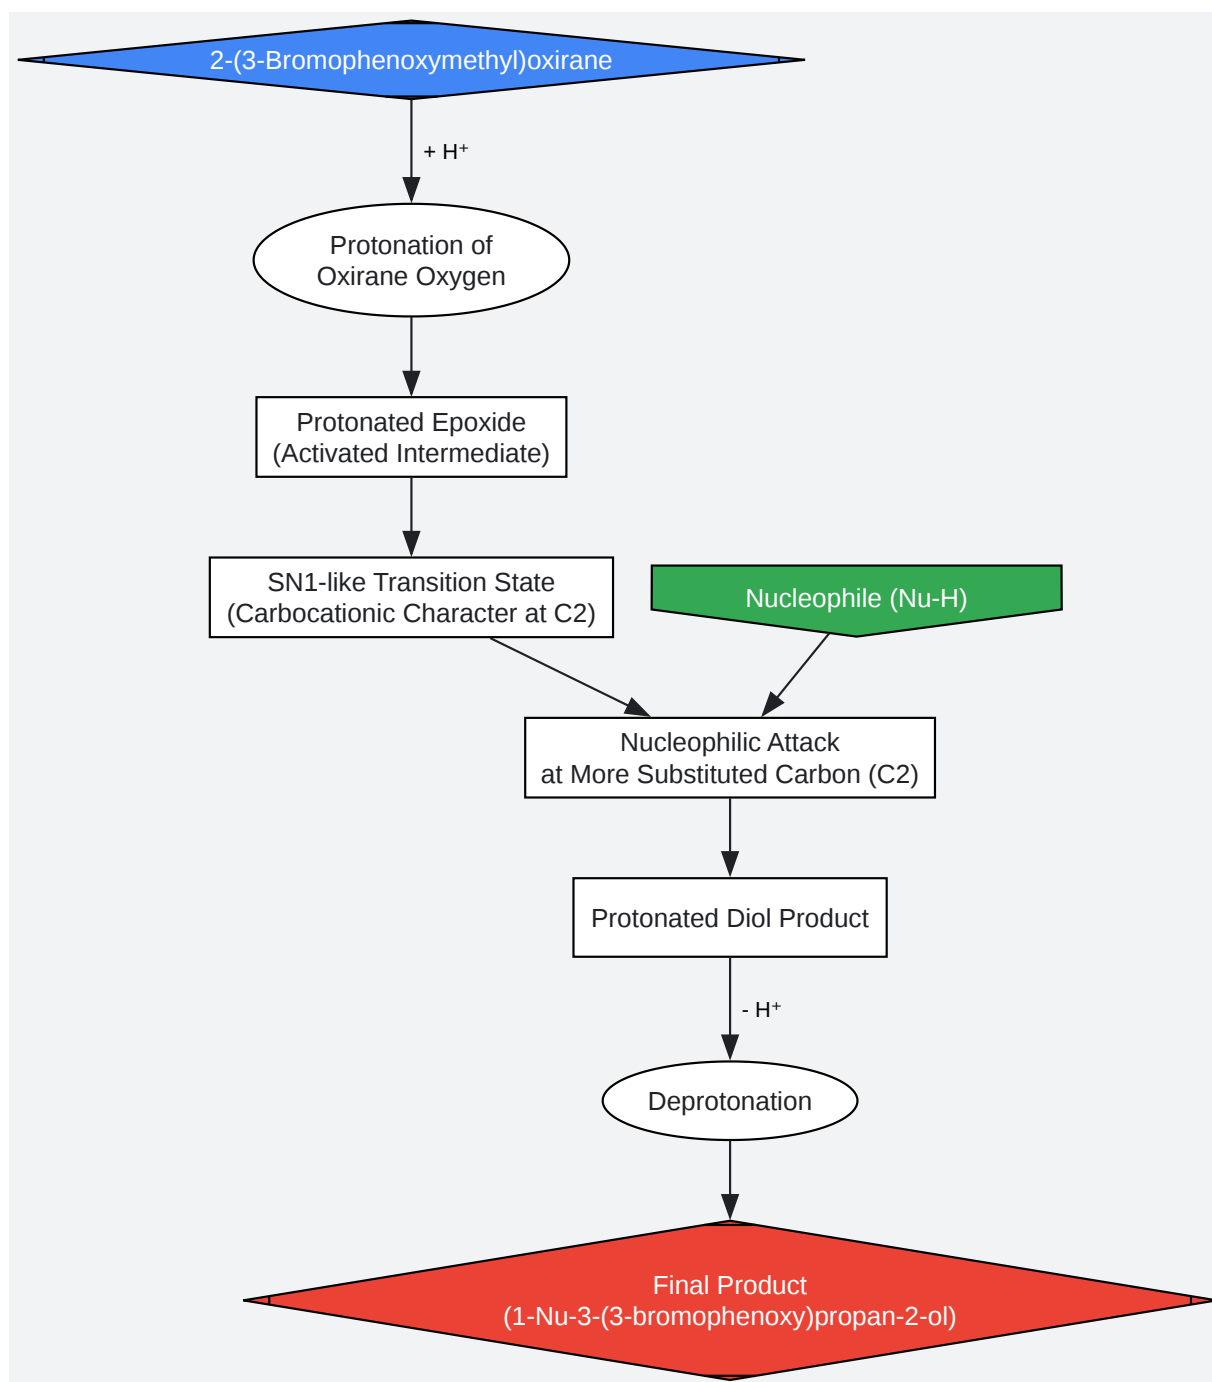 2-(3-Bromophenoxymethyl)oxirane
+ H⁺
Protonation of
Oxirane Oxygen
Protonated Epoxide
(Activated Intermediate)
SN1-like Transition State
(Carbocationic Character at C2)
Nucleophile (Nu-H)
Nucleophilic Attack
at More Substituted Carbon (C2)
Protonated Diol Product
- H⁺
Deprotonation
Final Product
(1-Nu-3-(3-bromophenoxy)propan-2-ol)